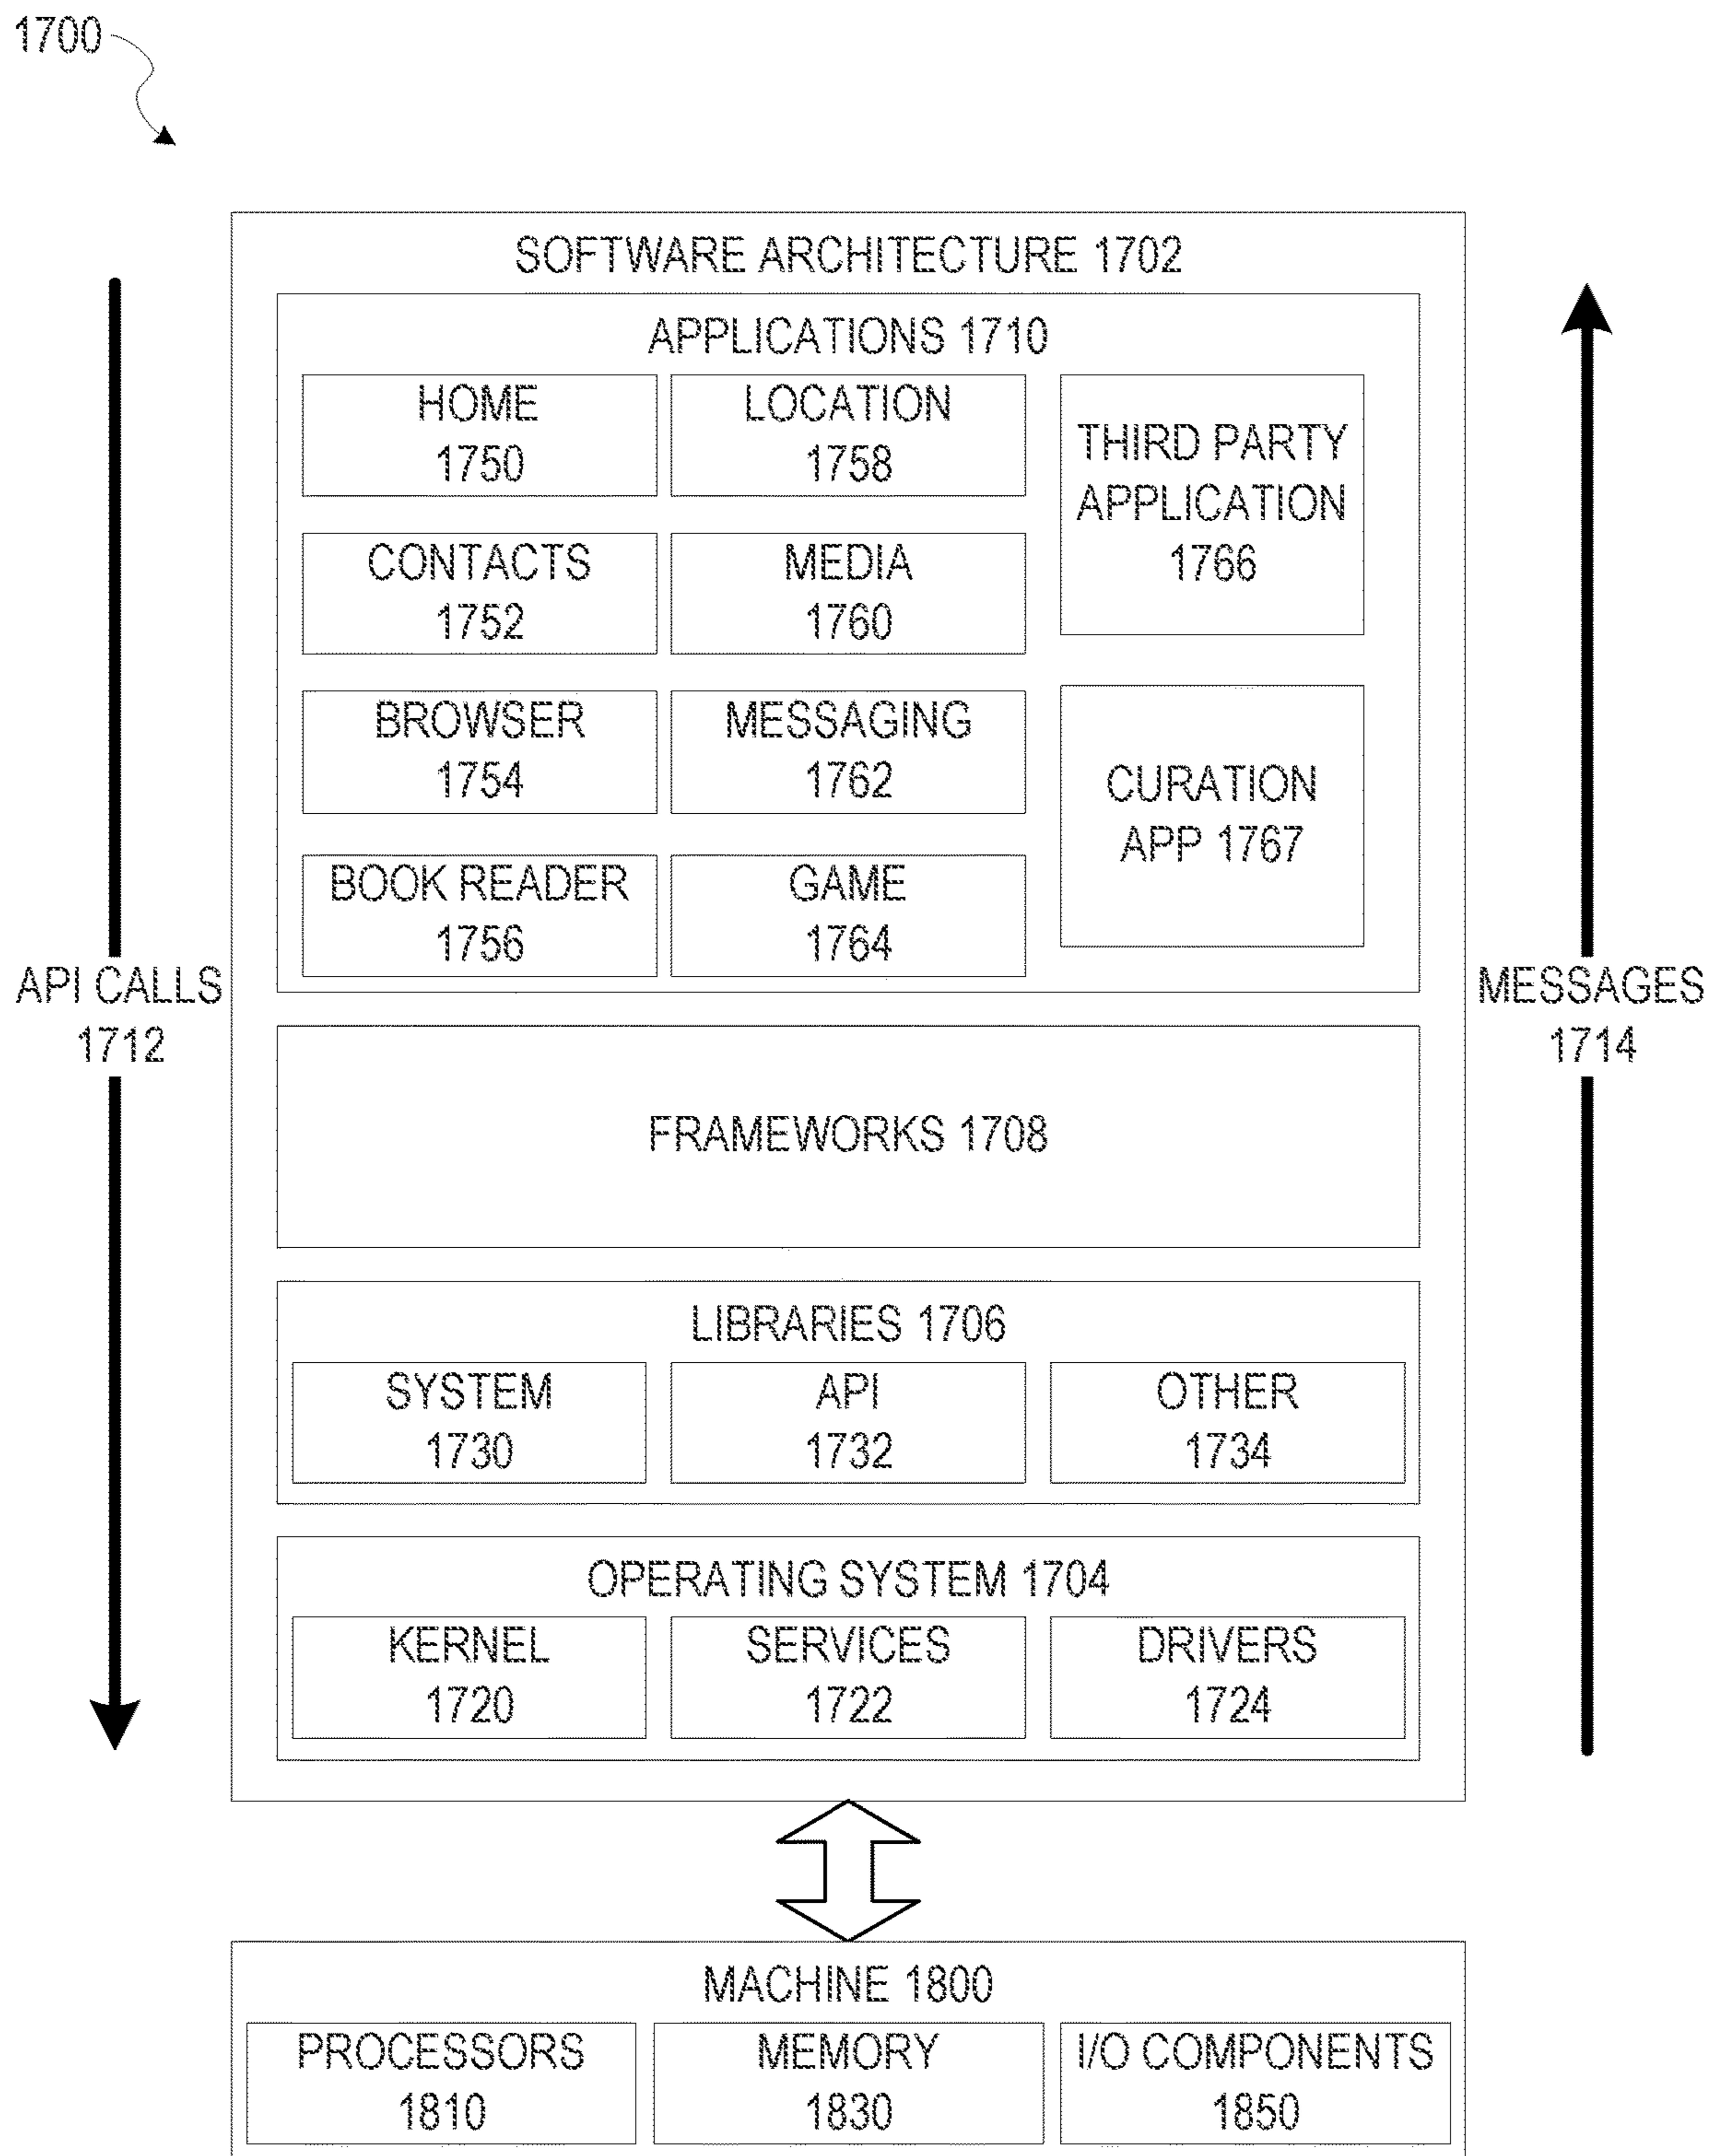 1700
SOFTWARE ARCHITECTURE 1702
APPLICATIONS 1710
HOME
1750
LOCATION
1758
THIRD PARTY
APPLICATION
1766
CONTACTS
1752
MEDIA
1760
BROWSER
1754
MESSAGING
1762
CURATION
APP 1767
BOOK READER
1756
GAME
1764
API CALLS
1712
MESSAGES
1714
FRAMEWORKS 1708
LIBRARIES 1706
SYSTEM
1730
API
1732
OTHER
1734
OPERATING SYSTEM 1704
KERNEL
1720
SERVICES
1722
DRIVERS
1724
MACHINE 1800
PROCESSORS
1810
MEMORY
1830
I/O COMPONENTS
1850